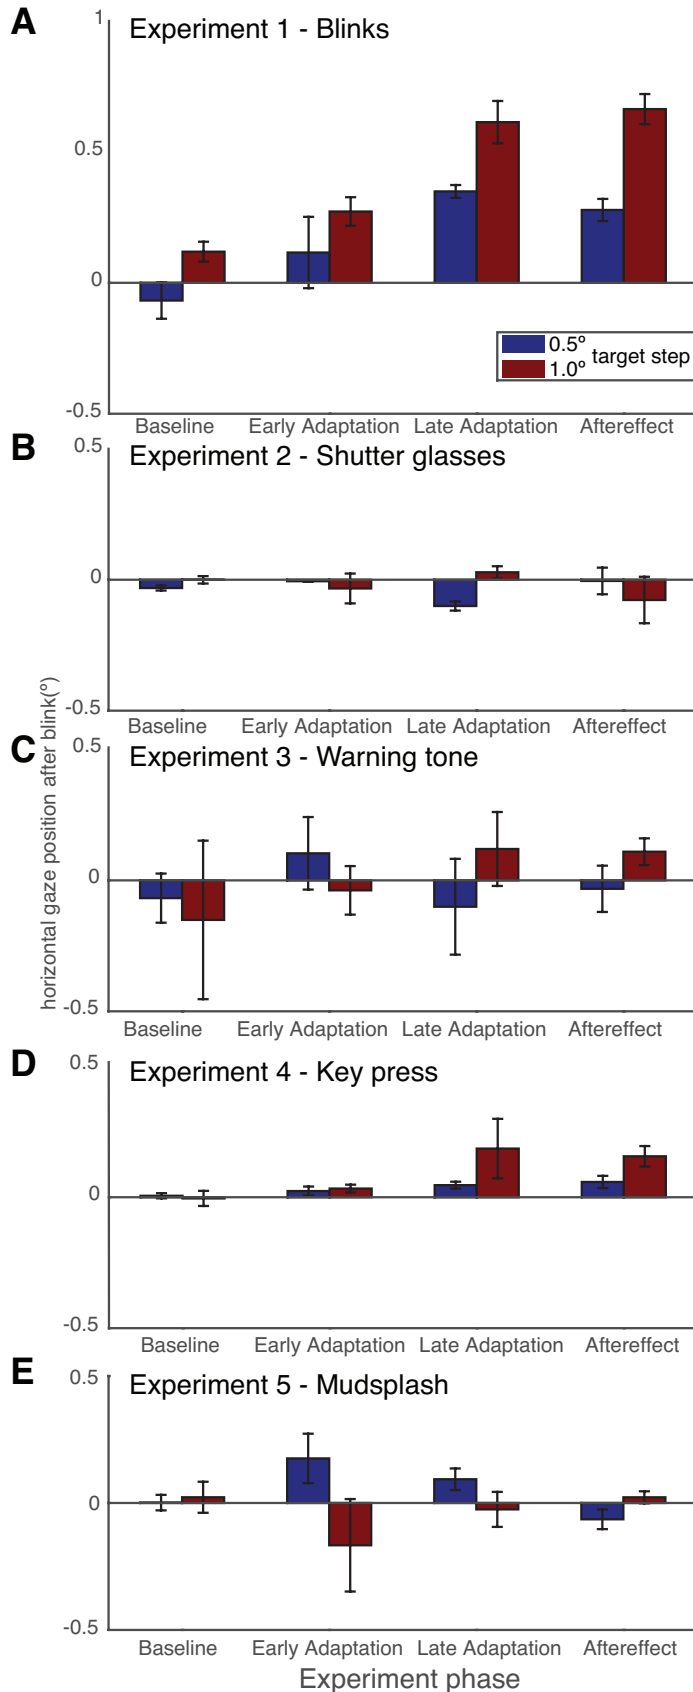 A
Experiment 1 - Blinks
1
0.5
0
-0.5
0.5º
1.0º
target step
Baseline
Early Adaptation
Late Adaptation
Aftereffect
B
Experiment 2 - Shutter glasses
0.5
0
-0.5
Baseline
Early Adaptation
Late Adaptation
Aftereffect
horizontal gaze position after blink(º)
C
Experiment 3 - Warning tone
0.5
0
-0.5
Baseline
Early Adaptation
Late Adaptation
Aftereffect
D
Experiment 4 - Key press
0.5
0
-0.5
Baseline
Early Adaptation
Late Adaptation
Aftereffect
E
Experiment 5 - Mudsplash
0.5
0
-0.5
Baseline
Early Adaptation
Late Adaptation
Aftereffect
Experiment phase